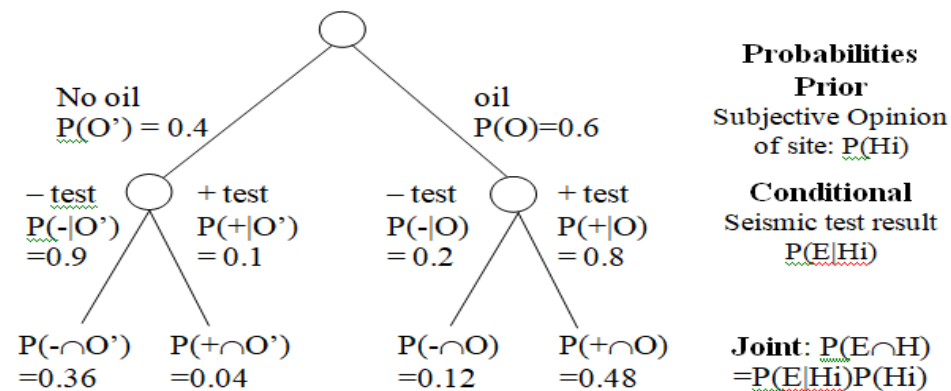 No oil
P(O’) = 0.4
oil
P(O)=0.6
Probabilities
Prior
Subjective Opinion
of site: P(Hi)
– test
P(-|O’)
=0.9
+ test
P(+|O’)
= 0.1
– test
P(-|O)
= 0.2
+ test
P(+|O)
= 0.8
Conditional
Seismic test result
P(E|Hi)
P(-∩O’)
=0.36
P(+∩O’)
=0.04
P(-∩O)
=0.12
P(+∩O)
=0.48
Joint: P(E∩H)
=P(E|Hi)P(Hi)